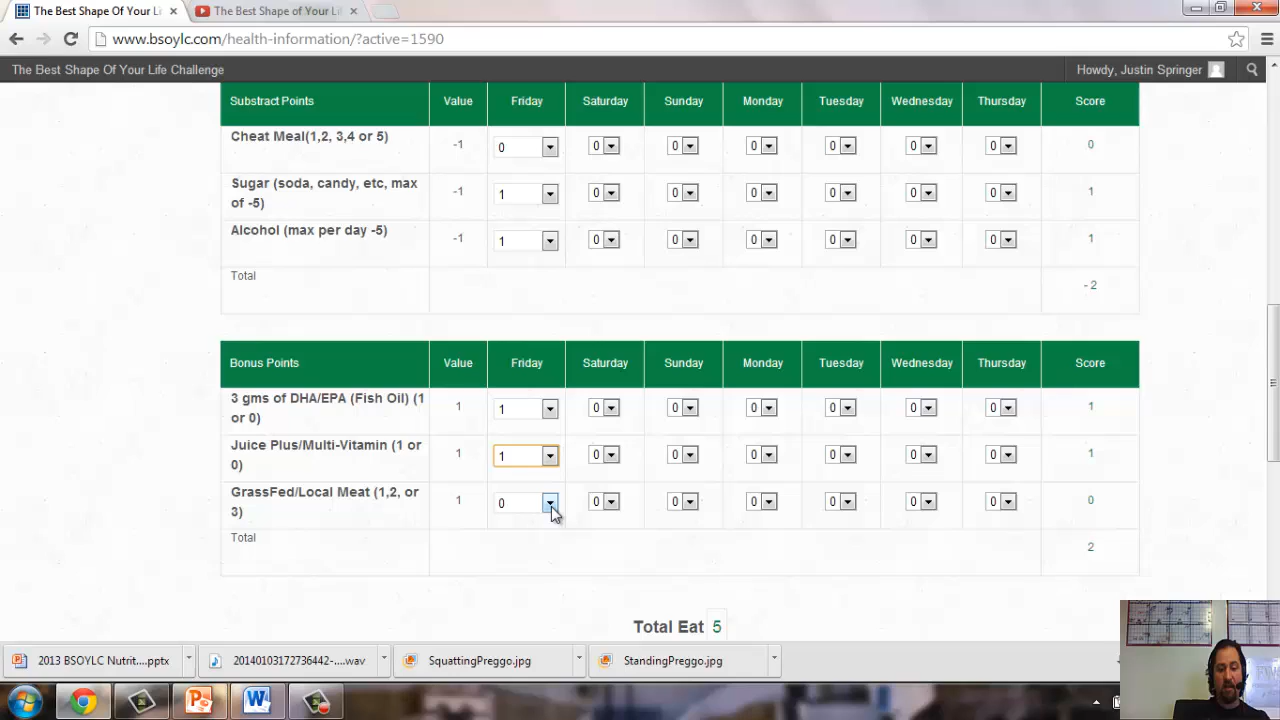 The Best Shape Of Your Li
The Best Shape of Your Life
www.bsoylc.com/health-information/?active=1590
The Best Shape Of Your Life Challenge
Howdy, Justin Springer
Substract Points Value Friday Saturday Sunday Monday Tuesday Wednesday Thursday Score
Cheat Meal(1,2, 3,4 or 5) -1 0 0 0 0 0 0 0 0
Sugar (soda, candy, etc, max
of -5) -1 1 0 0 0 0 0 0 1
Alcohol (max per day -5) -1 1 0 0 0 0 0 0 1
Total
- 2
Bonus Points Value Friday Saturday Sunday Monday Tuesday Wednesday Thursday Score
3 gms of DHA/EPA (Fish Oil) (1
or 0) 1 1 0 0 0 0 0 0 1
Juice Plus/Multi-Vitamin (1 or
0) 1 1 0 0 0 0 0 0 1
GrassFed/Local Meat (1,2, or
3) 1 0 0 0 0 0 0 0 0
Total
2
Total Eat 5
2013 BSOYLC Nutrit....pptx
20140103172736442-....wav
SquattingPreggo.jpg
StandingPreggo.jpg